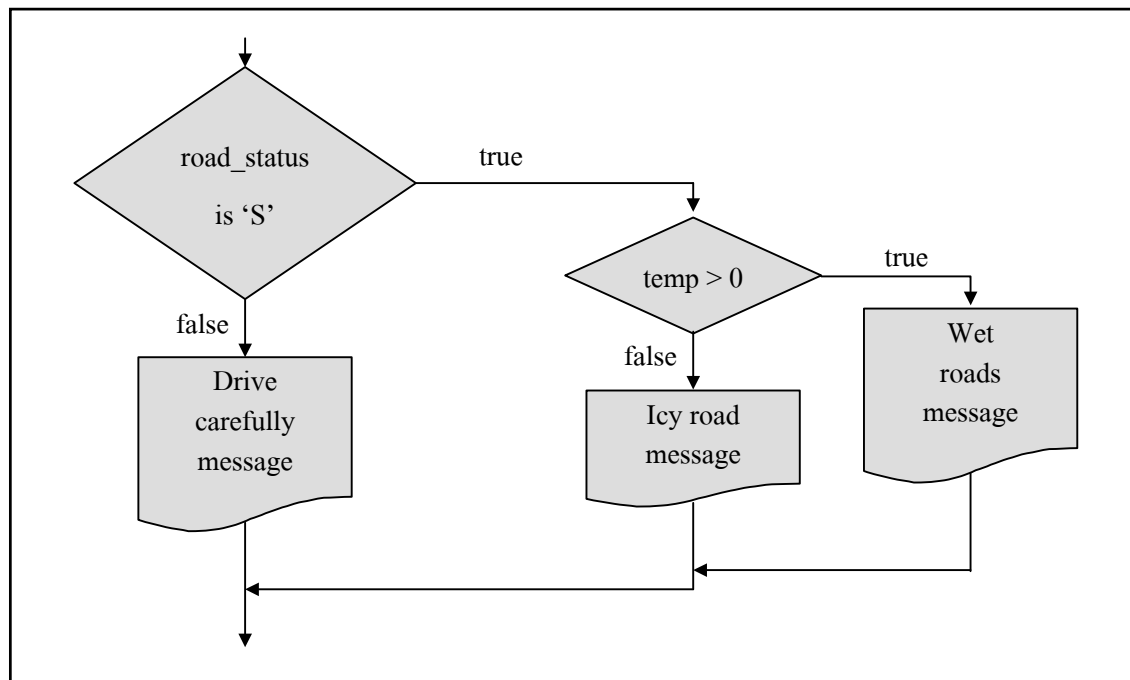 road_status
is ‘S’
true
temp > 0
true
false
Drive
carefully
message
false
Icy road
message
Wet
roads
message